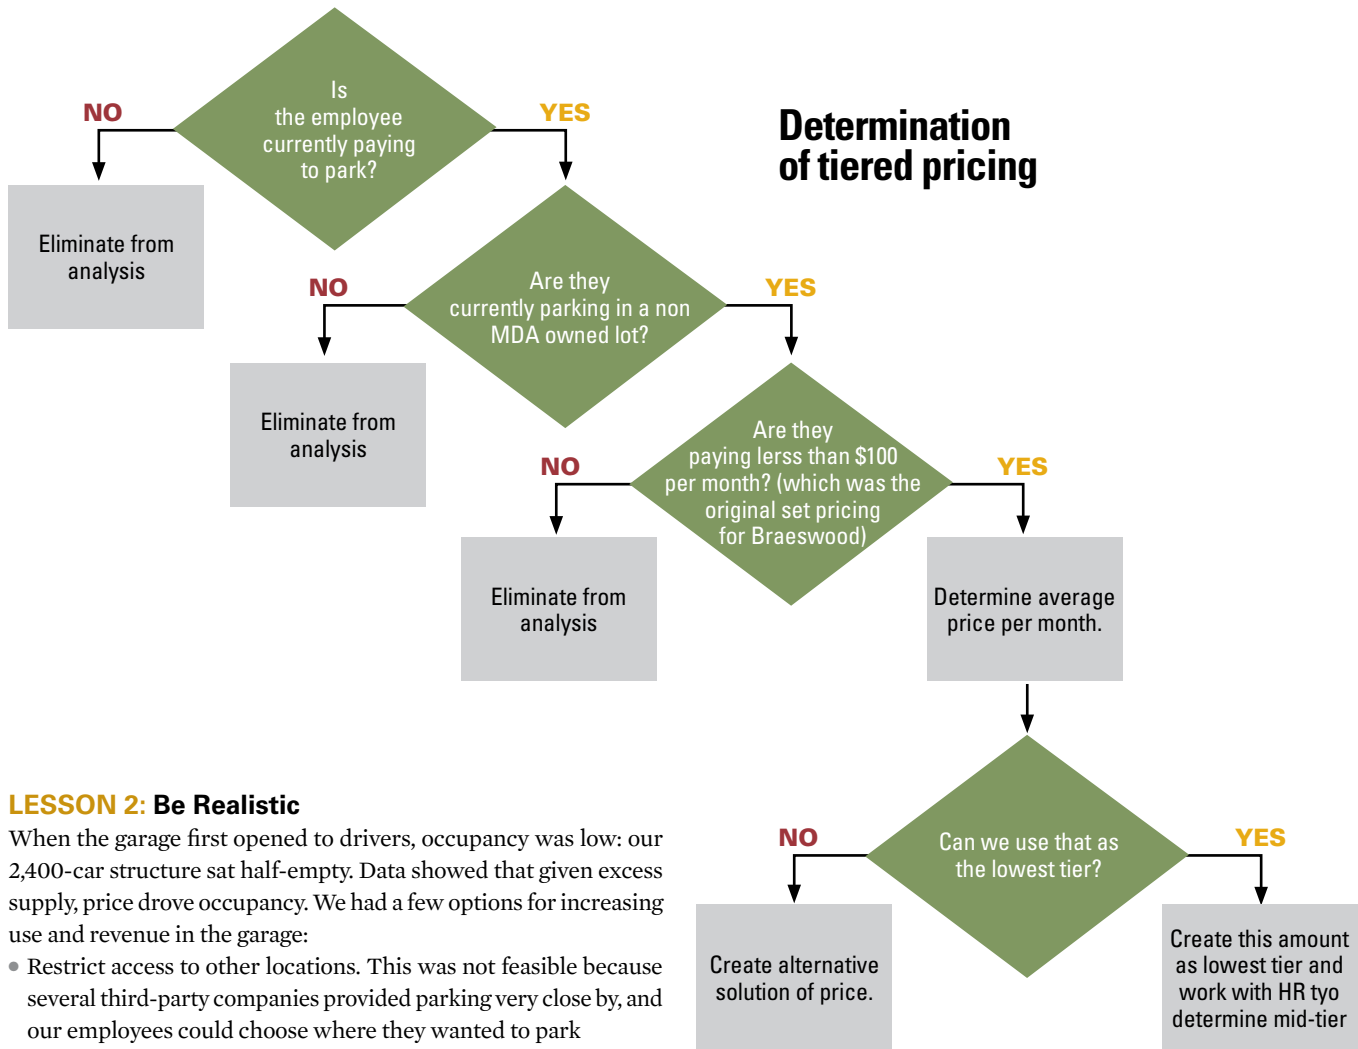 Determination
of tiered pricing
Is
the employee
currently paying
to park?
NO
YES
Eliminate from
analysis
Are they
currently parking in a non
MDA owned lot?
NO
YES
Eliminate from
analysis
Are they
paying lerss than $100
per month? (which was the
original set pricing
for Braeswood)
NO
YES
Eliminate from
analysis
Determine average
price per month.
Can we use that as
the lowest tier?
NO
YES
Create alternative
solution of price.
Create this amount
as lowest tier and
work with HR tyo
determine mid-tier
LESSON 2: Be Realistic
When the garage first opened to drivers, occupancy was low: our
2,400-car structure sat half-empty. Data showed that given excess
supply, price drove occupancy. We had a few options for increasing
use and revenue in the garage:
● Restrict access to other locations. This was not feasible because
several third-party companies provided parking very close by, and
our employees could choose where they wanted to park